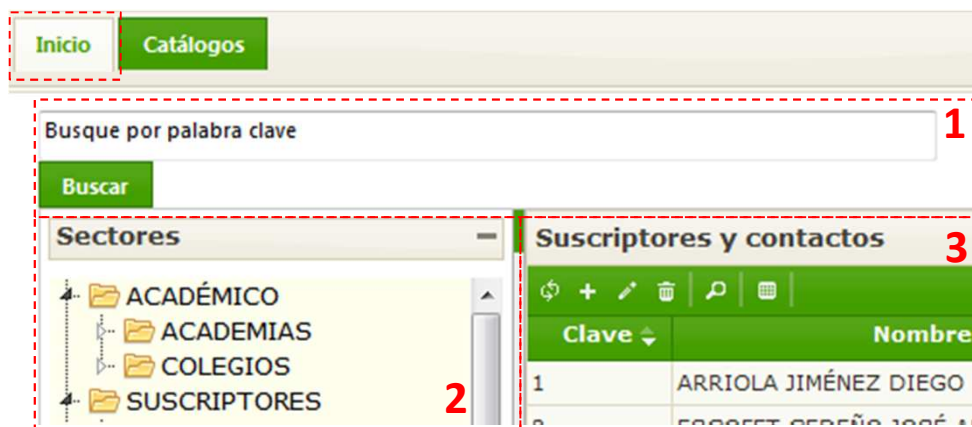 Inicio Catálogos
Busque por palabra clave 1
Buscar
Sectores
ACADÉMICO
ACADEMIAS
COLEGIOS
SUSCRIPTORES
2
Suscriptores y contactos 3
Clave Nombre
1 ARRIOLA JIMÉNEZ DIEGO